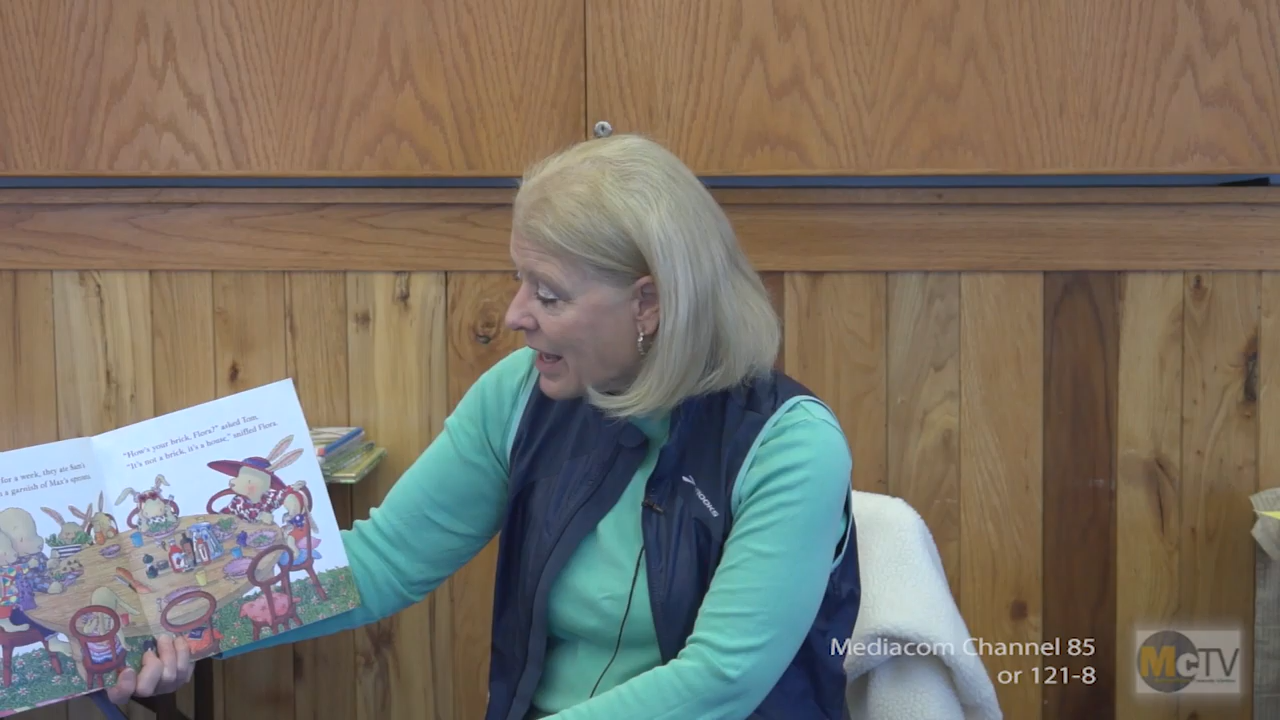 for a week, they ate Sam's
a garnish of Max's sprouts.
"How's your brick, Flora?" asked Tom.
"It's not a brick, it's a house," sniffed Flora.
BROOKS
Mediacom Channel 85
or 121-8
McTV